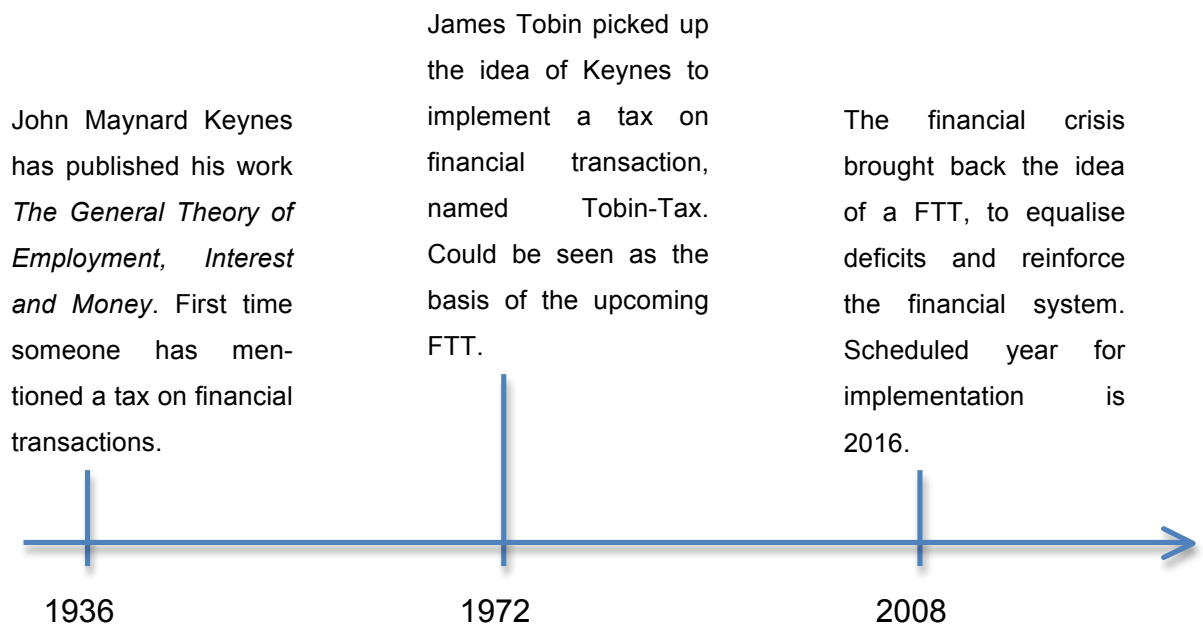 John Maynard Keynes
has published his work
The General Theory of
Employment, Interest
and Money. First time
someone has men-
tioned a tax on financial
transactions.
James Tobin picked up
the idea of Keynes to
implement a tax on
financial transaction,
named Tobin-Tax.
Could be seen as the
basis of the upcoming
FTT.
The financial crisis
brought back the idea
of a FTT, to equalise
deficits and reinforce
the financial system.
Scheduled year for
implementation is
2016.
1936
1972
2008